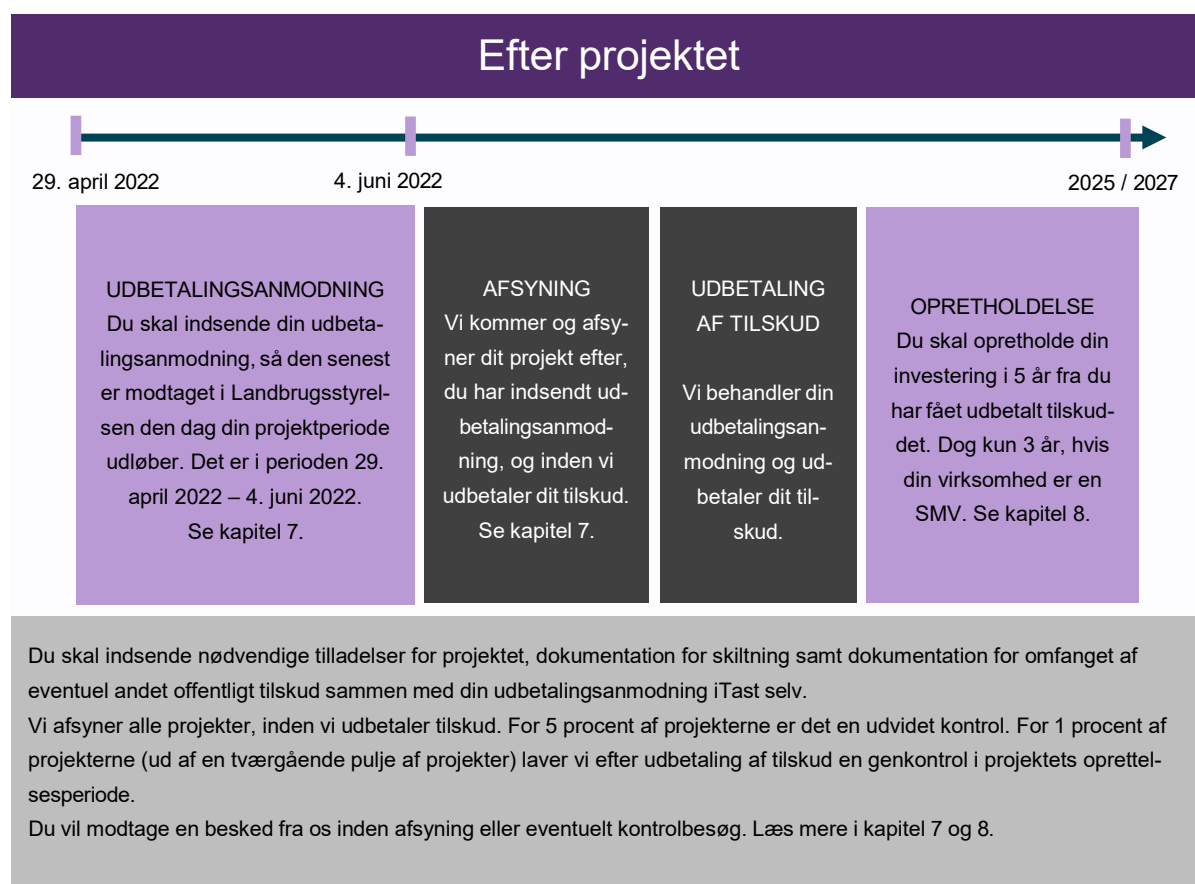 Efter projektet
29. april 2022
4. juni 2022
2025 / 2027
UDBETALINGSANMODNING
Du skal indsende din udbeta-
lingsanmodning, så den senest
er modtaget i Landbrugsstyrel-
sen den dag din projektperiode
udløber. Det er i perioden 29.
april 2022 – 4. juni 2022.
Se kapitel 7.
AFSYNING
Vi kommer og afsy-
ner dit projekt efter,
du har indsendt ud-
betalingsanmod-
ning, og inden vi
udbetaler dit tilskud.
Se kapitel 7.
UDBETALING
AF TILSKUD
Vi behandler din
udbetalingsan-
modning og ud-
betaler dit til-
skud.
OPRETHOLDELSE
Du skal opretholde din
investering i 5 år fra du
har fået udbetalt tilskud-
det. Dog kun 3 år, hvis
din virksomhed er en
SMV. Se kapitel 8.
Du skal indsende nødvendige tilladelser for projektet, dokumentation for skiltning samt dokumentation for omfanget af
eventuel andet offentligt tilskud sammen med din udbetalingsanmodning iTast selv.
Vi afsyner alle projekter, inden vi udbetaler tilskud. For 5 procent af projekterne er det en udvidet kontrol. For 1 procent af
projekterne (ud af en tværgående pulje af projekter) laver vi efter udbetaling af tilskud en genkontrol i projektets oprettel-
sesperiode.
Du vil modtage en besked fra os inden afsyning eller eventuelt kontrolbesøg. Læs mere i kapitel 7 og 8.